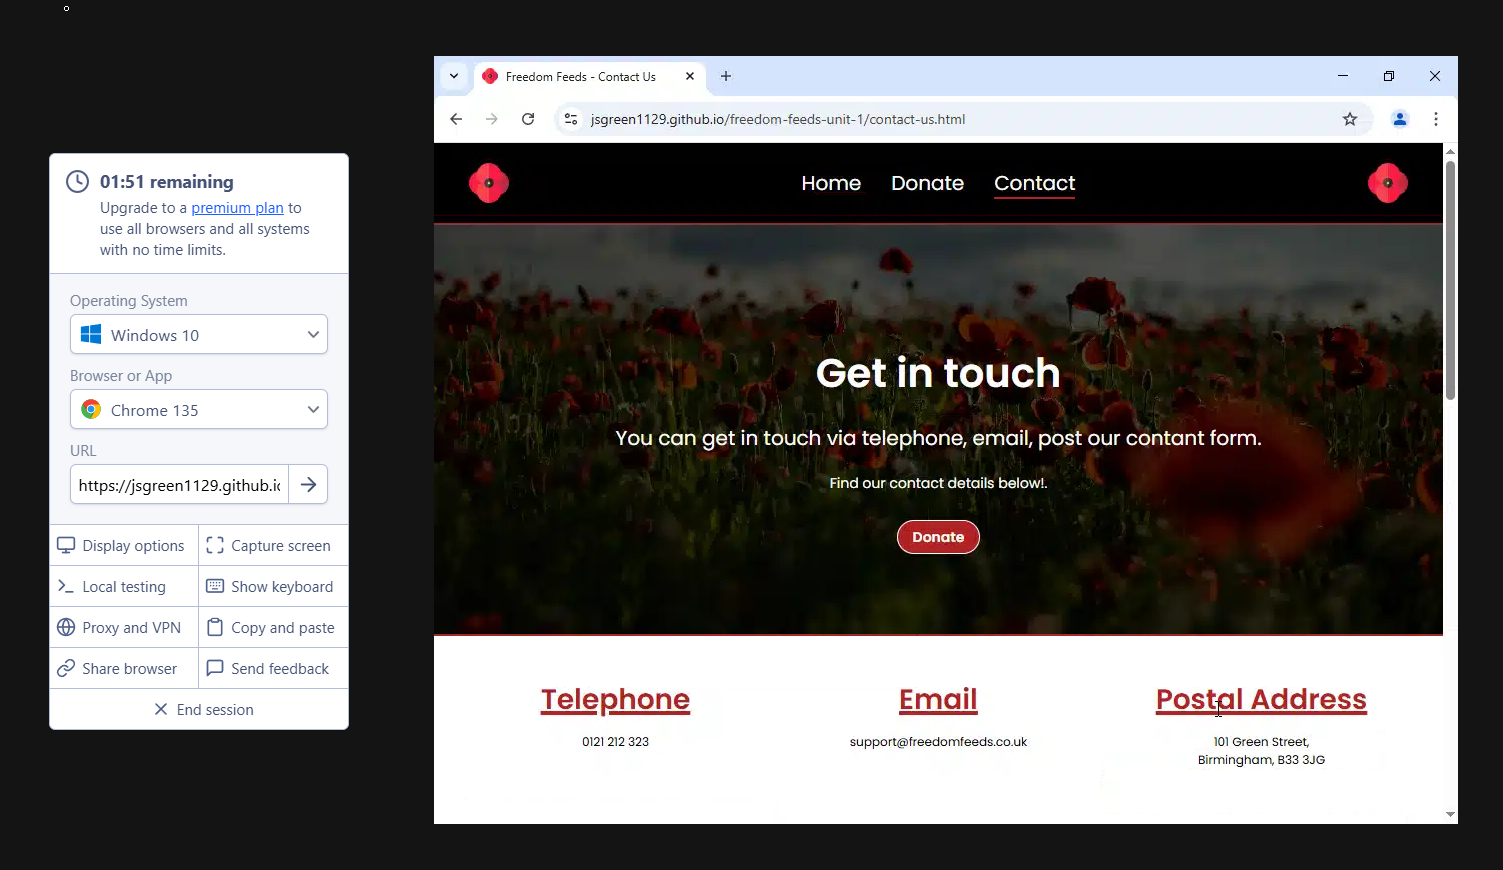 01:51 remaining
Upgrade to a premium plan to
use all browsers and all systems
with no time limits.
Operating System
Windows 10
Browser or App
Chrome 135
URL
https://jsgreen1129.github.io
Display options
Capture screen
Local testing
Show keyboard
Proxy and VPN
Copy and paste
Share browser
Send feedback
End session
Freedom Feeds - Contact Us
jsgreen1129.github.io/freedom-feeds-unit-1/contact-us.html
Home Donate Contact
Get in touch
You can get in touch via telephone, email, post our contant form.
Find our contact details below!.
Donate
Telephone
0121 212 323
Email
support@freedomfeeds.co.uk
Postal Address
101 Green Street,
Birmingham, B33 3JG